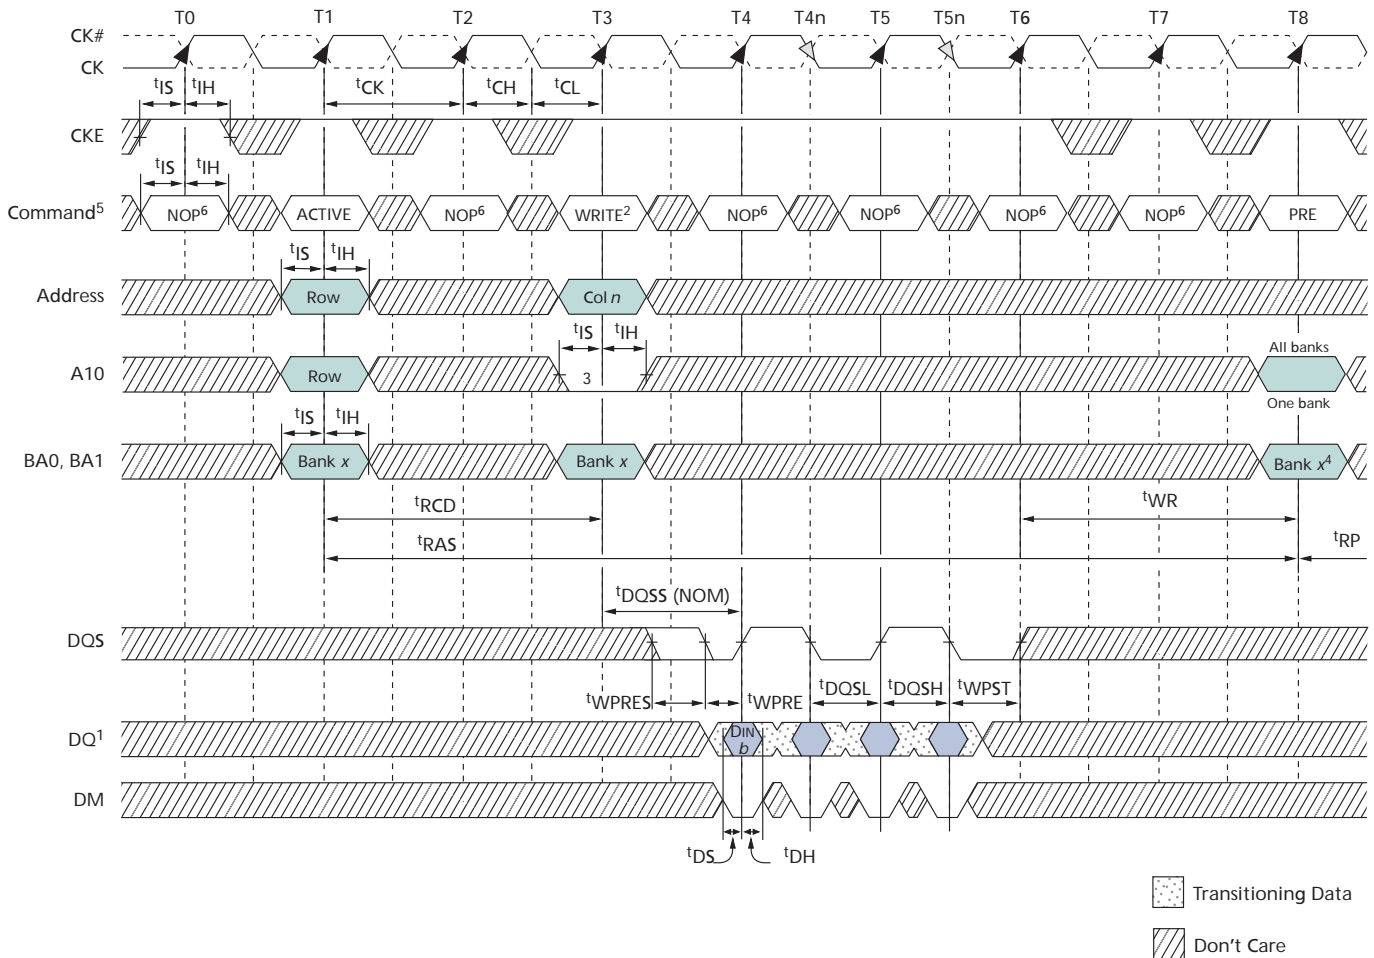 T0 T1 T2 T3 T4 T4n T5 T5n T6 T7 T8
CK#
CK
tIS tIH tCK tCH tCL
CKE
tIS tIH
Command5 NOP6 ACTIVE NOP6 WRITE2 NOP6 NOP6 NOP6 NOP6 PRE
tIS tIH
Address Row Col n
tIS tIH
All banks
A10 Row 3
One bank
tIS tIH
BA0, BA1 Bank x Bank x Bank x4
tRCD tWR
tRAS tRP
tDQSS (NOM)
DQS
tWPRES tWPRE tDQSL tDQSH tWPST
DQ1 DIN
b
DM
tDS tDH
Transitioning Data
Don't Care